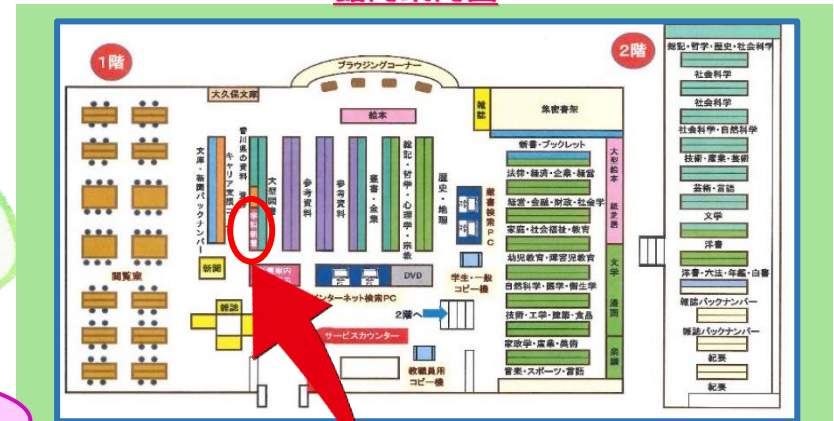 館内案内図
1階
2階
ブラウジングコーナー
大久保文庫
絵本
雑誌
集密書架
文庫・新聞バックナンバー
キャリア支援コー
香川県の資料
大型図書
参考資料
参考資料
叢書・全集
総記・哲学・心理学・宗教
歴史・地理
蔵書検索PC
学生・一般
コピー機
閲覧室
新聞
雑誌
DVD
ンターネット検索PC
2階へ
サービスカウンター
教職員用
コピー機
新書・ブックレット
法律・経済・企業・経営
経営・金融・財政・社会学
家庭・社会福祉・教育
幼児教育・障害児教育
自然科学・医学・衛生学
技術・工学・建築・食品
家政学・産業・美術
音楽・スポーツ・言語
大形絵本
紙芝居
文学
総記・哲学・歴史・社会科学
社会科学
社会科学
社会科学・自然科学
技術・産業・芸術
芸術・言語
文学
洋書
洋書・六法・年鑑・白書
雑誌バックナンバー
雑誌バックナンバー
紀要
紀要